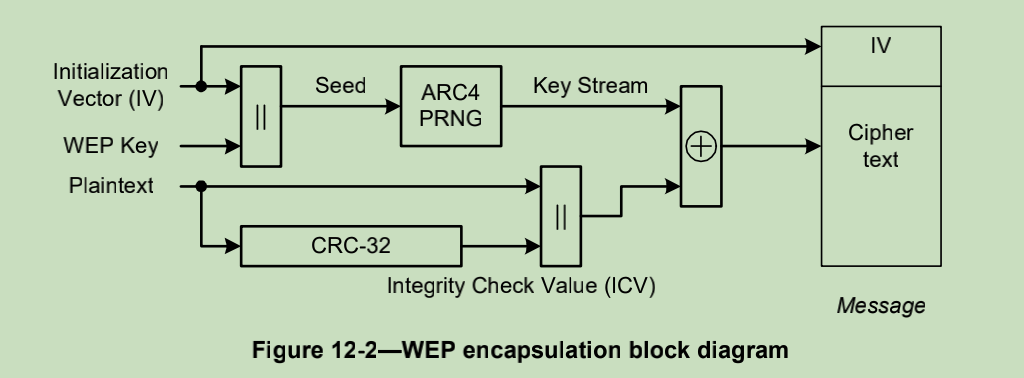 Initialization
Vector (IV)
WEP Key
Plaintext
||
Seed
ARC4
PRNG
Key Stream
CRC-32
||
Integrity Check Value (ICV)
⊕
IV
Cipher
text
Message
Figure 12-2—WEP encapsulation block diagram